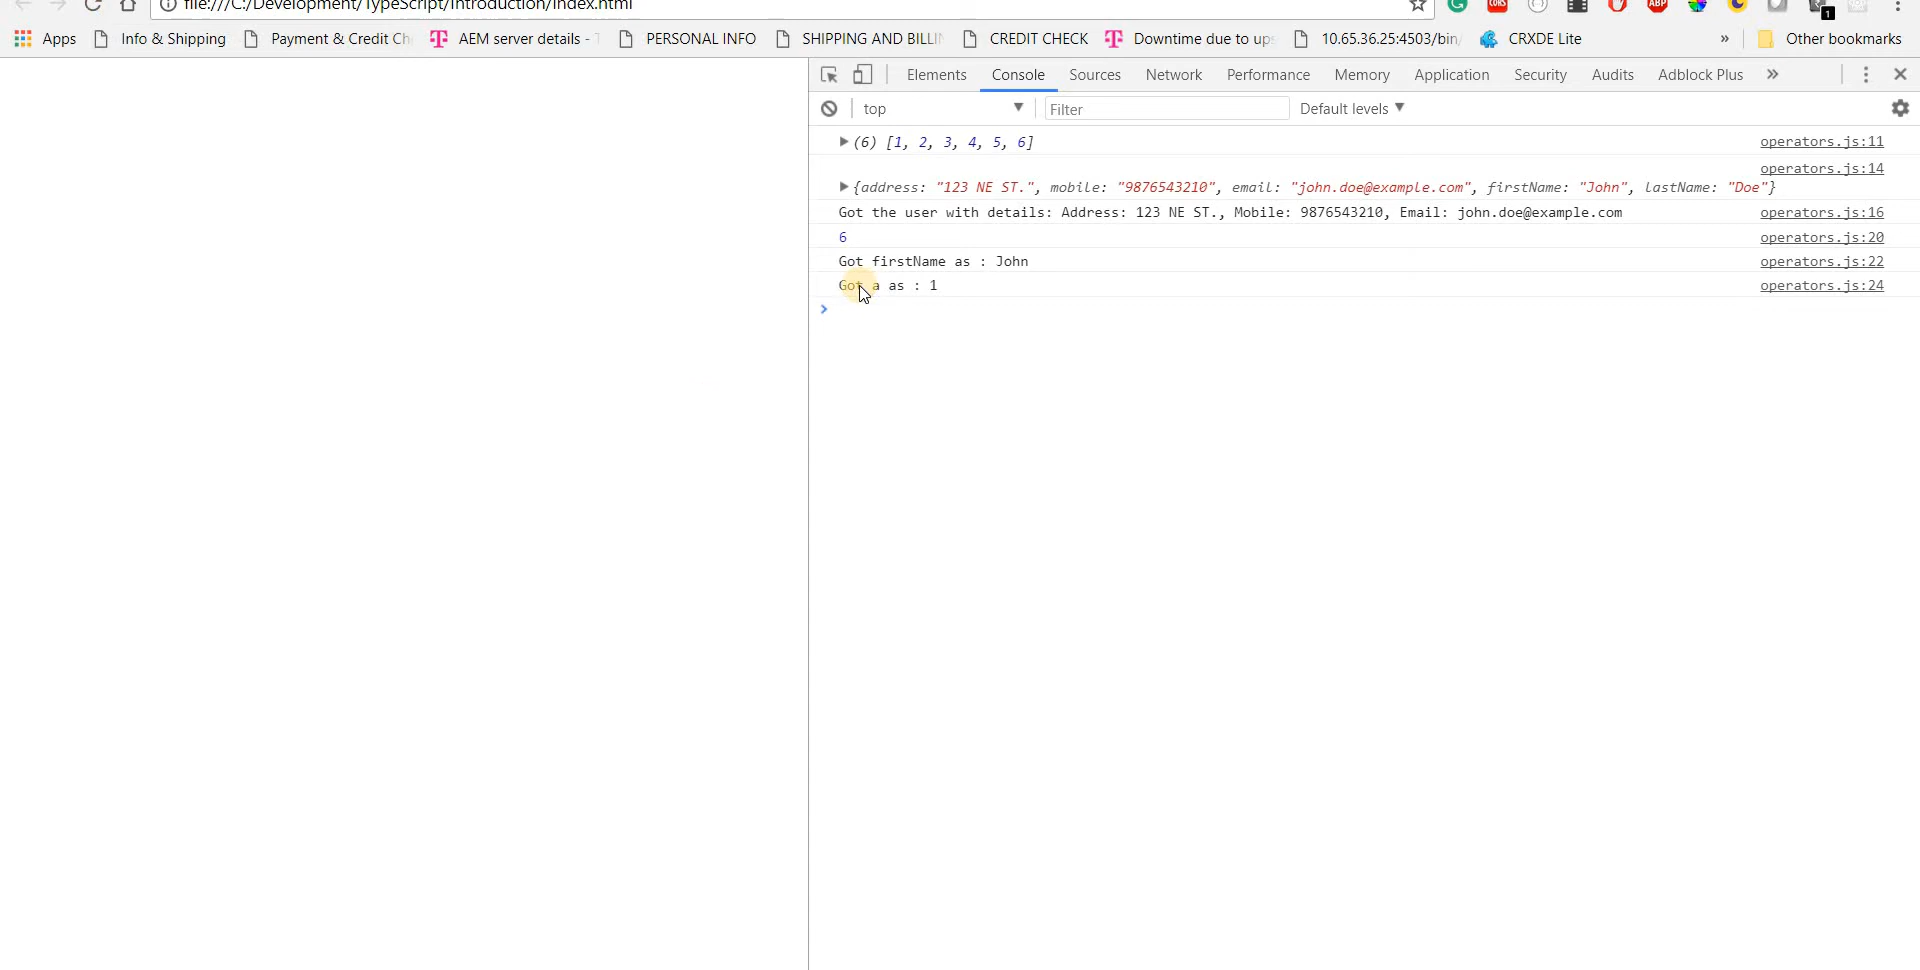 file:///C:/Development/TypeScript/Introduction/index.html
Apps Info & Shipping Payment & Credit Ch AEM server details - PERSONAL INFO SHIPPING AND BILLI CREDIT CHECK Downtime due to ups 10.65.36.25:4503/bin/ CRXDE Lite » Other bookmarks
Elements Console Sources Network Performance Memory Application Security Audits Adblock Plus »
top Filter Default levels
(6) [1, 2, 3, 4, 5, 6] operators.js:11
operators.js:14
{address: "123 NE ST.", mobile: "9876543210", email: "john.doe@example.com", firstName: "John", lastName: "Doe"}
Got the user with details: Address: 123 NE ST., Mobile: 9876543210, Email: john.doe@example.com operators.js:16
6 operators.js:20
Got firstName as : John operators.js:22
Got a as : 1 operators.js:24